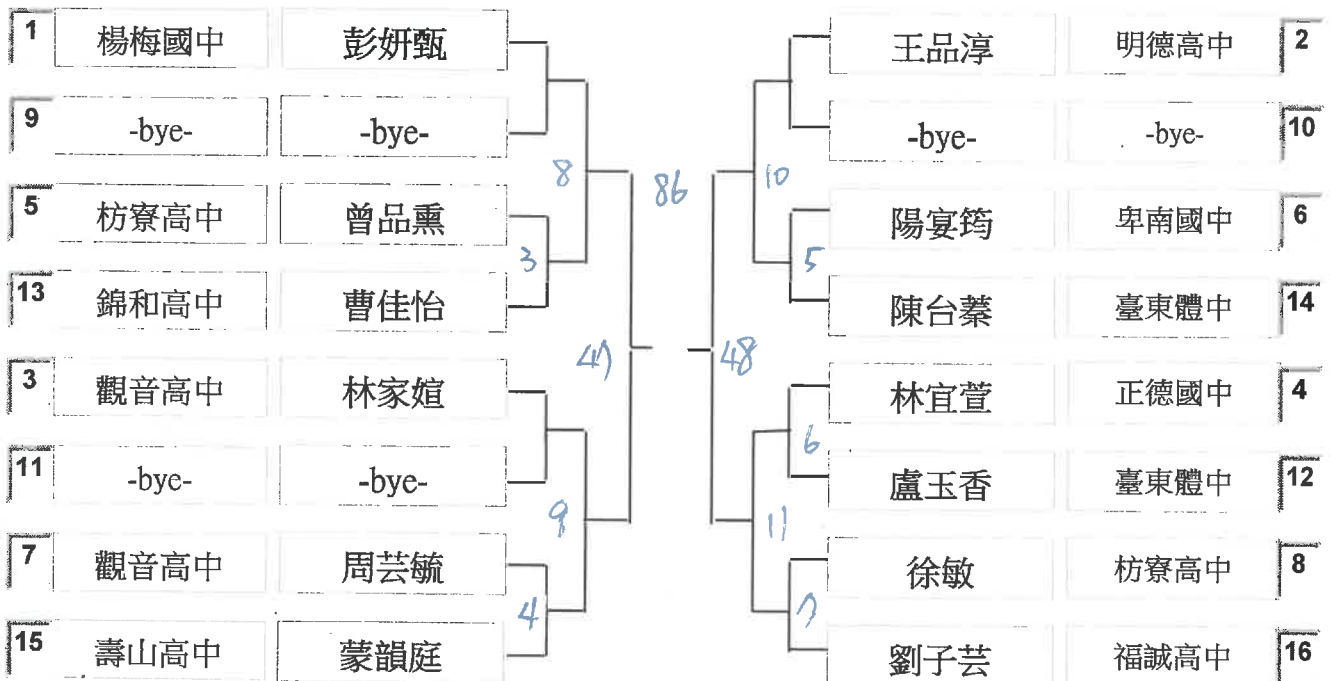 1 楊梅國中 彭妍甄 王品淳 明德高中 2
9 -bye- -bye- -bye- -bye- 10
8 86 10
5 枋寮高中 曾品熏 陽宴筠 卑南國中 6
3 5
13 錦和高中 曹佳怡 陳台蓁 臺東體中 14
47 48
3 觀音高中 林家媗 林宜萱 正德國中 4
6
11 -bye- -bye- 盧玉香 臺東體中 12
9 11
7 觀音高中 周芸毓 徐敏 枋寮高中 8
4 7
15 壽山高中 蒙韻庭 劉子芸 福誠高中 16